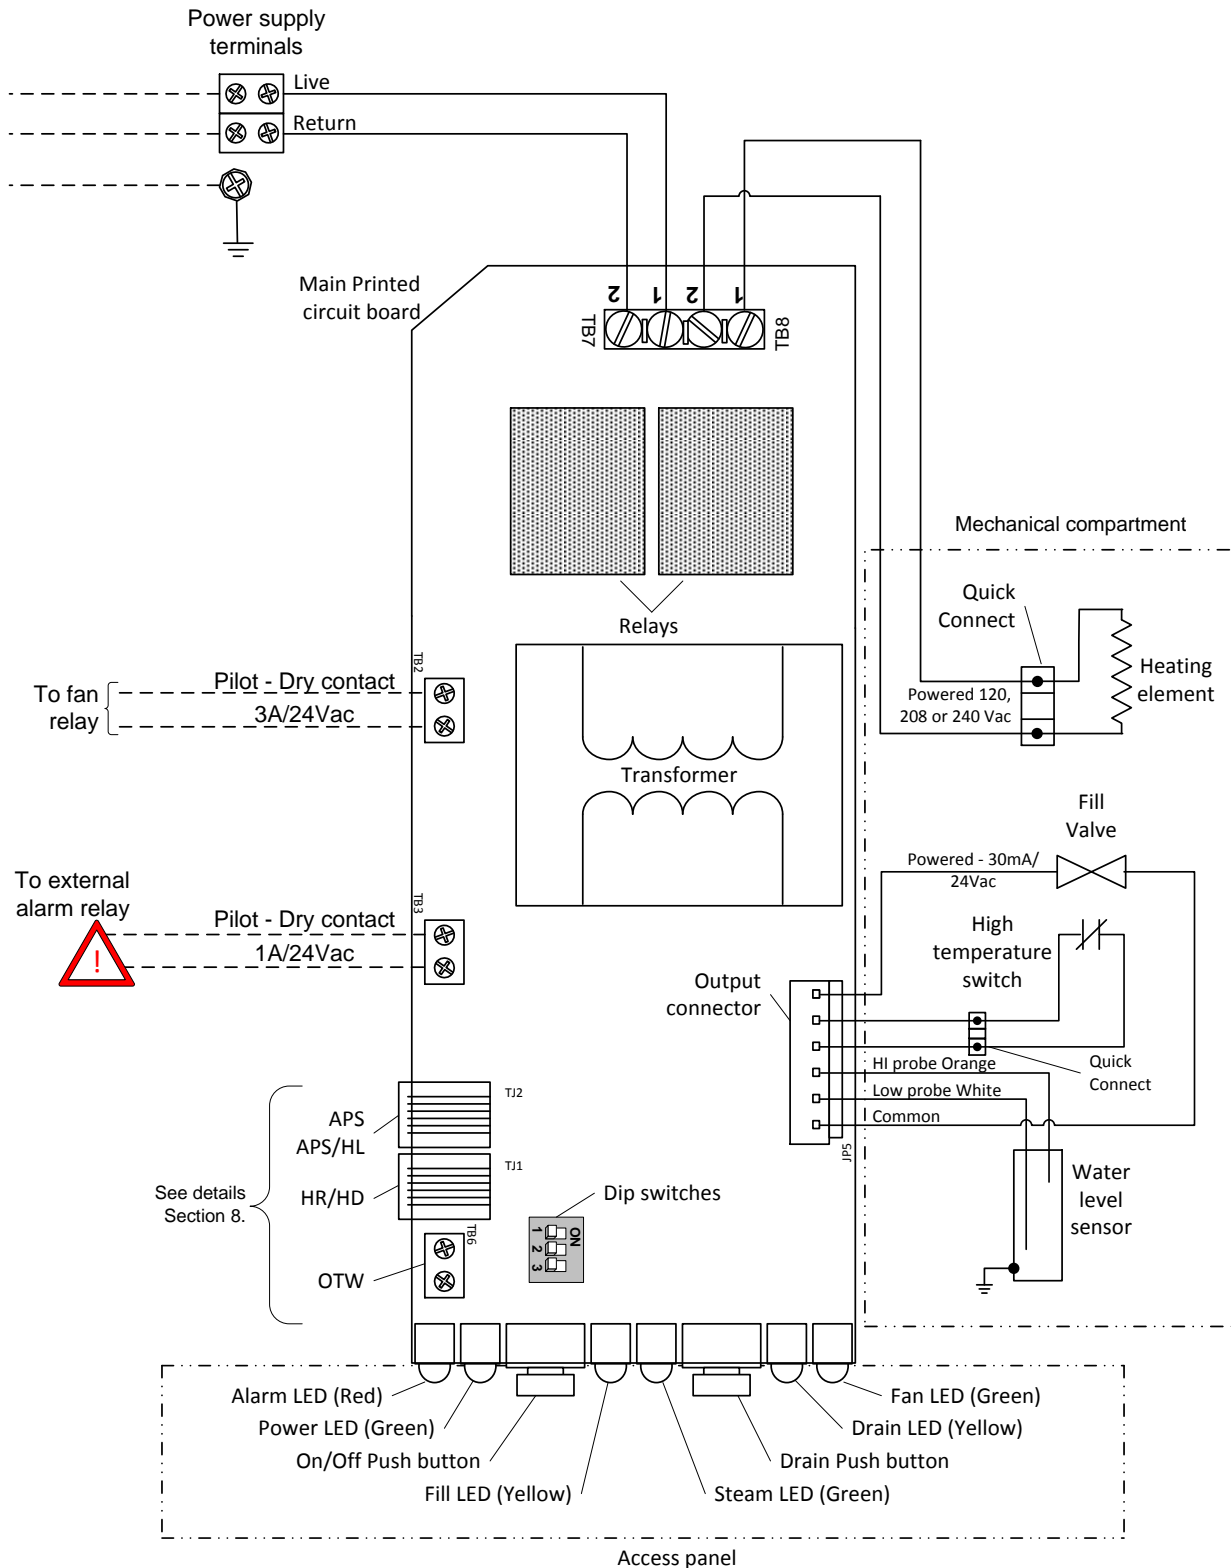 Power supply
terminals
Live
Return
Main Printed
circuit board
2 1 2 1
TB7
TB8
Relays
Mechanical compartment
Quick
Connect
Powered 120,
208 or 240 Vac
Heating
element
TB2
To fan
relay
Pilot - Dry contact
3A/24Vac
Transformer
Fill
Valve
Powered - 30mA/
24Vac
To external
alarm relay
!
TB3
Pilot - Dry contact
1A/24Vac
High
temperature
switch
Output
connector
Quick
Connect
HI probe Orange
Low probe White
Common
JP5
Water
level
sensor
See details
Section 8.
APS
APS/HL
TJ2
HR/HD
TJ1
OTW
TB6
Dip switches
ON
1
2
3
Alarm LED (Red)
Power LED (Green)
On/Off Push button
Fill LED (Yellow)
Fan LED (Green)
Drain LED (Yellow)
Drain Push button
Steam LED (Green)
Access panel